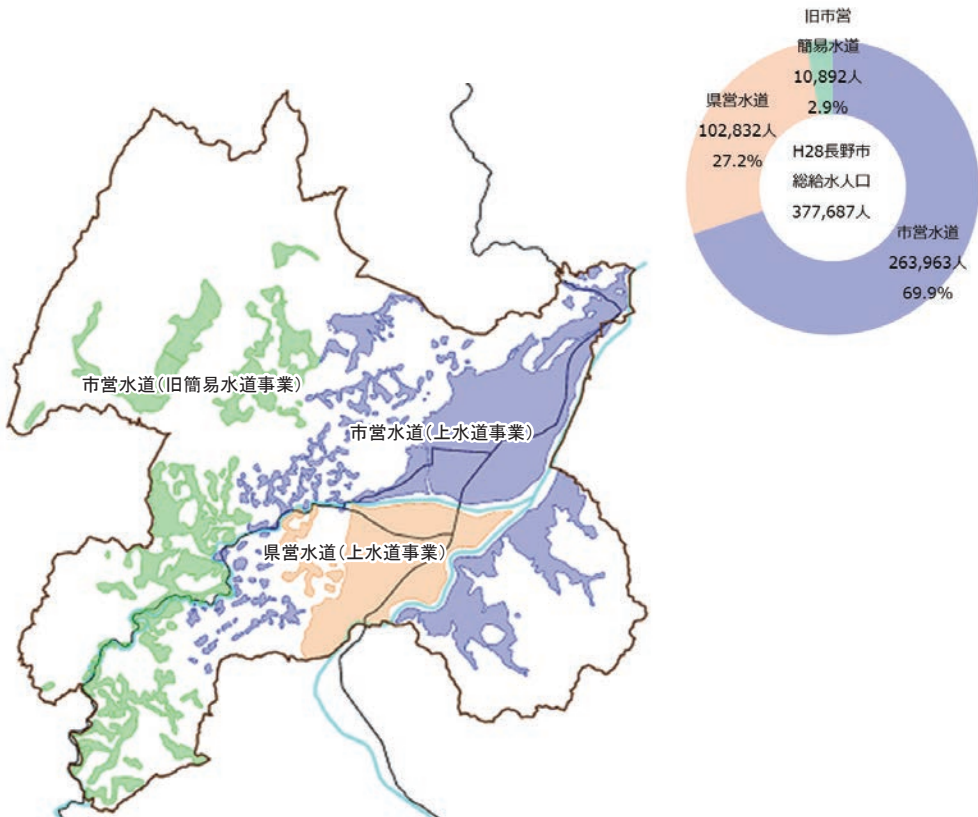 旧市営
簡易水道
10,892人
2.9%
県営水道
102,832人
27.2%
H28長野市
総給水人口
377,687人
市営水道
263,963人
69.9%
市営水道(旧簡易水道事業)
市営水道(上水道事業)
県営水道(上水道事業)